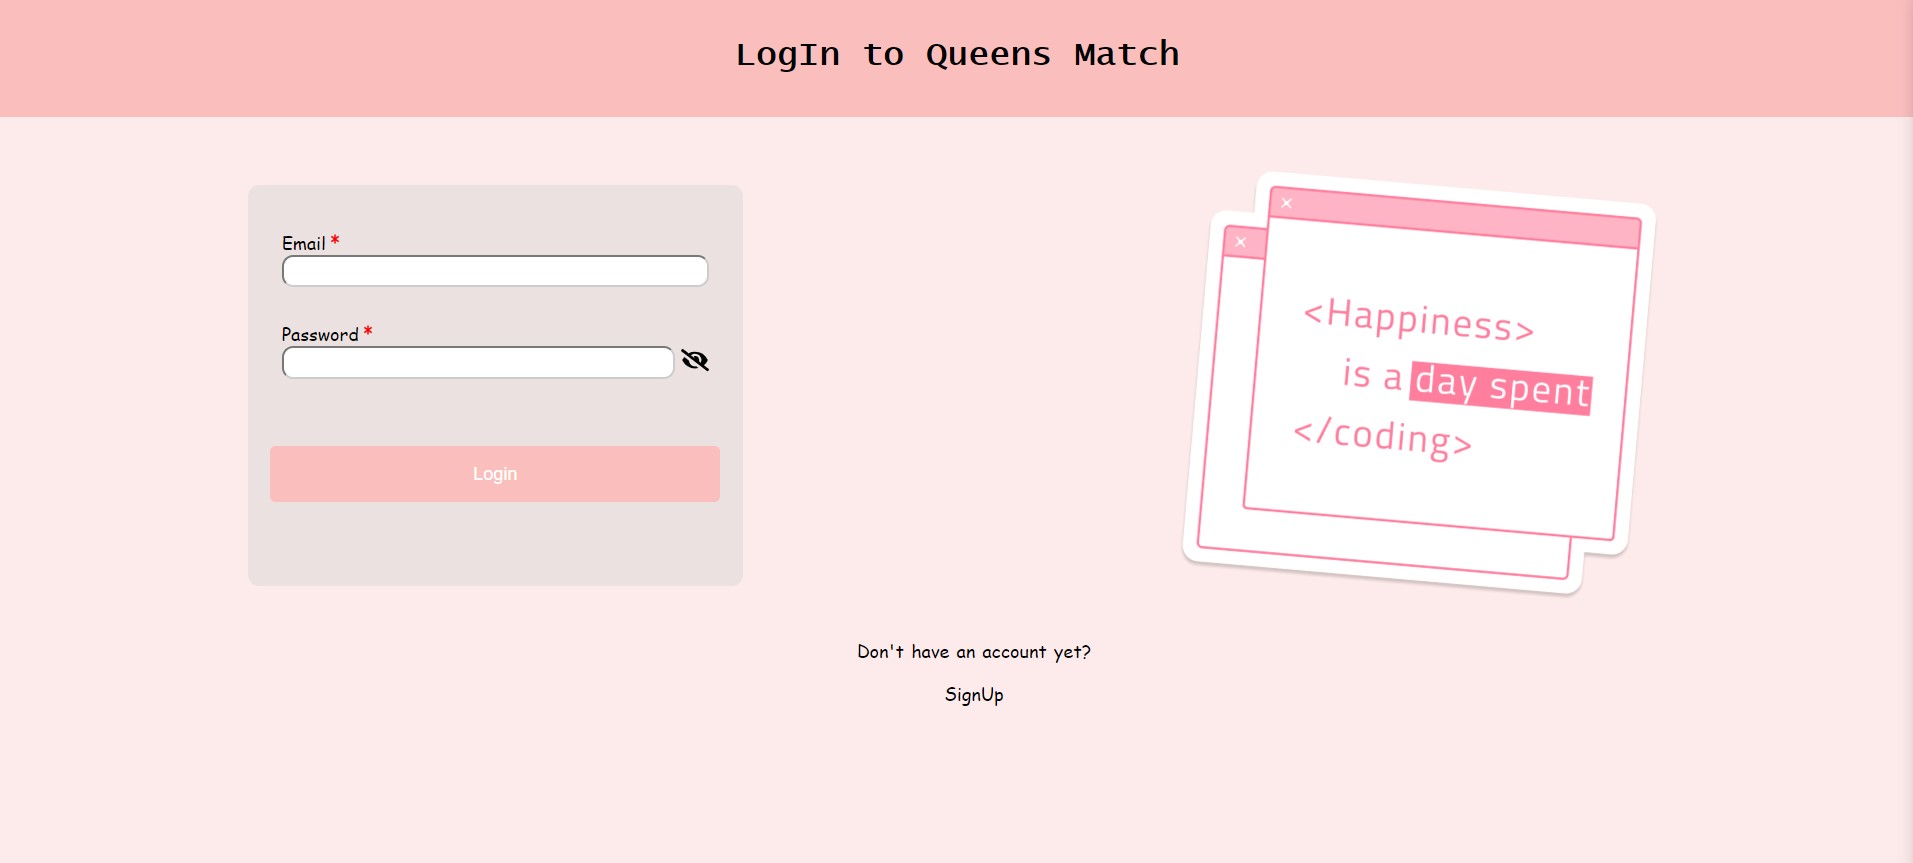 LogIn to Queens Match
Email *
Password *
Login
<Happiness>
is a day spent
</coding>
Don't have an account yet?
SignUp